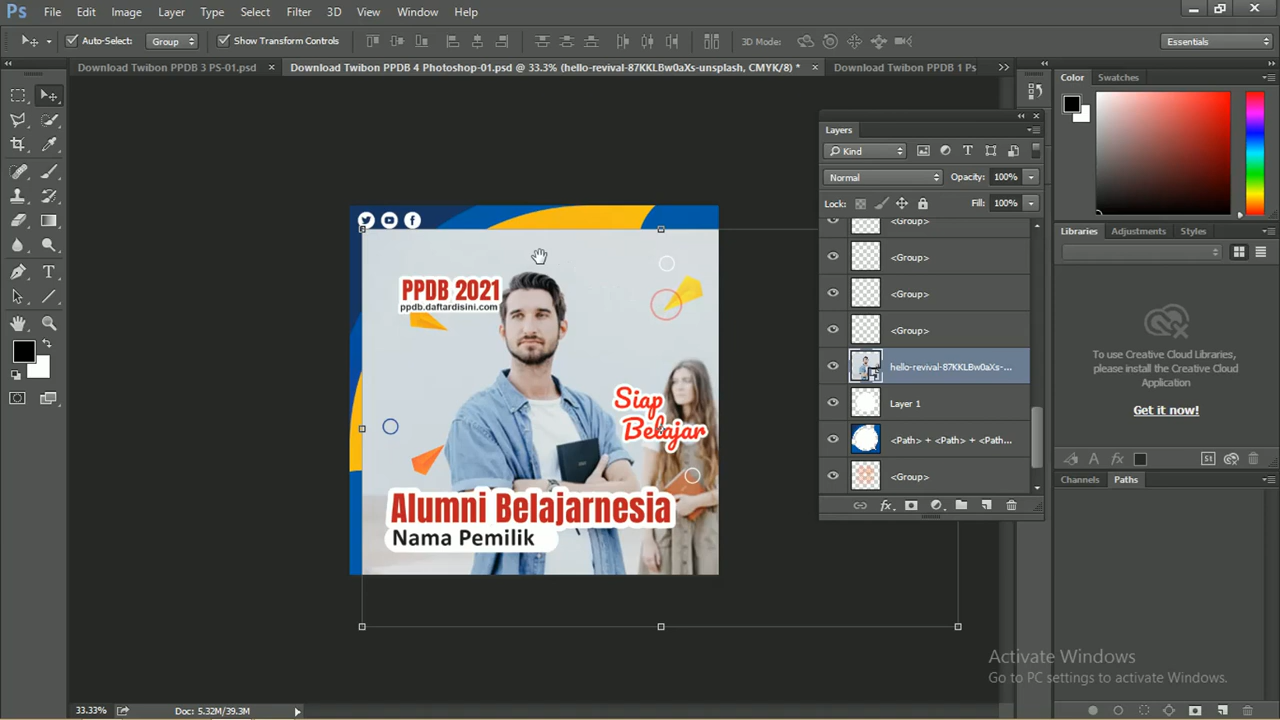 Ps File Edit Image Layer Type Select Filter 3D View Window Help
Auto-Select: Group Show Transform Controls 3D Mode: Essentials
Download Twibon PPDB 3 PS-01.psd × Download Twibon PPDB 4 Photoshop-01.psd @ 33.3% (hello-revival-87KKLBw0aXs-unsplash, CMYK/8) * × Download Twibon PPDB 1 Ps
PPDB 2021
ppdb.daftardisini.com
Siap
Belajar
Alumni Belajarnesia
Nama Pemilik
Layers
Kind
Normal Opacity: 100%
Lock: Fill: 100%
<Group>
<Group>
<Group>
<Group>
hello-revival-87KKLBw0aXs-...
Layer 1
<Path> + <Path> + <Path...
<Group>
Color Swatches
Libraries Adjustments Styles
To use Creative Cloud Libraries,
please install the Creative Cloud
Application
Get it now!
St
Channels Paths
Activate Windows
Go to PC settings to activate Windows.
33.33% Doc: 5.32M/39.3M